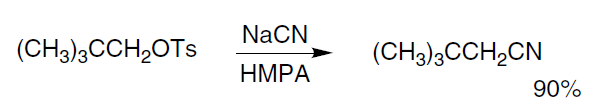 (CH₃)₃CCH₂OTs NaCN (CH₃)₃CCH₂CN
HMPA
90%